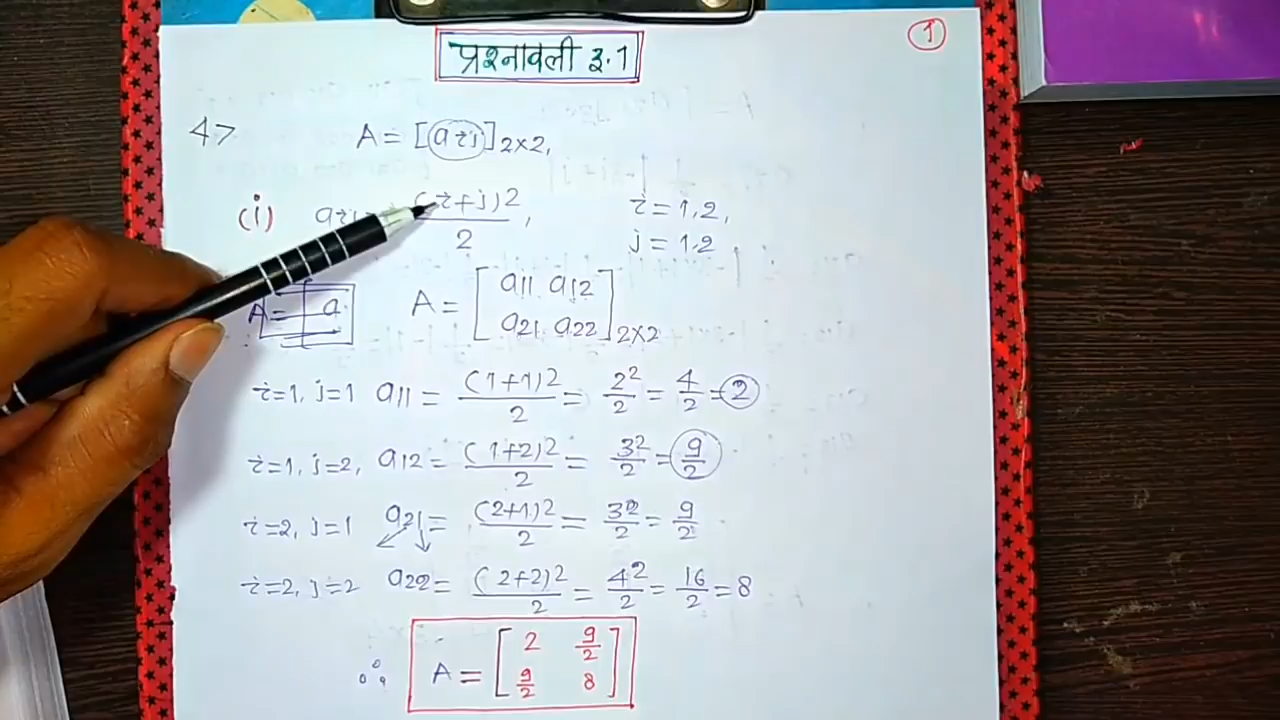 1
प्रश्नावली 3.1
4> A = [aij]2×2,
(i) aij (i+j)2/2, i = 1,2,
j = 1,2
A = a A = [a11 a12
a21 a22]2×2
i=1, j=1 a11 = (1+1)2/2 = 2²/2 = 4/2 = 2
i=1, j=2, a12 = (1+2)2/2 = 3²/2 = 9/2
i=2, j=1 a21 = (2+1)2/2 = 3²/2 = 9/2
i=2, j=2 a22 = (2+2)2/2 = 4²/2 = 16/2 = 8
∴ A = [2 9/2
9/2 8]